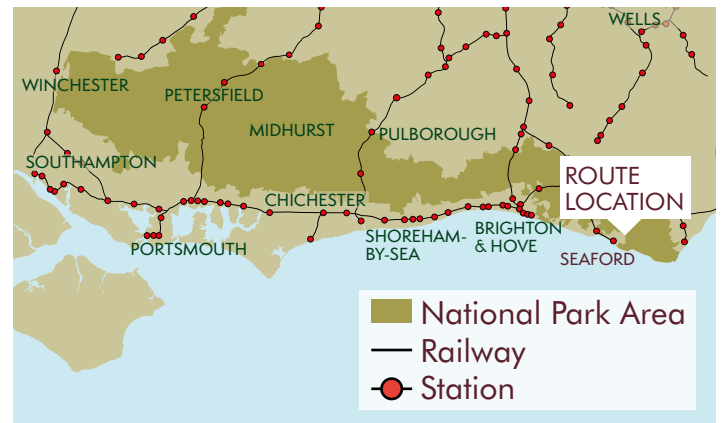 WELLS
WINCHESTER
PETERSFIELD
MIDHURST
PULBOROUGH
SOUTHAMPTON
ROUTE
LOCATION
CHICHESTER
PORTSMOUTH
SHOREHAM-
BY-SEA
BRIGHTON
& HOVE
SEAFORD
National Park Area
Railway
Station